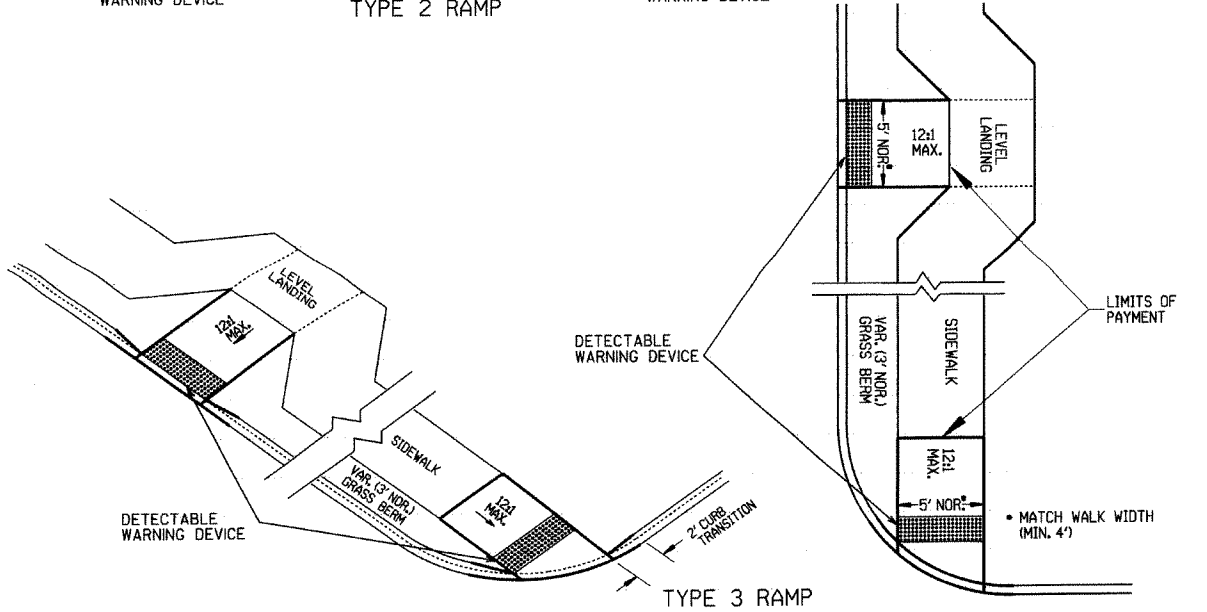 WARNING DEVICE
TYPE 2 RAMP
WARNING DEVICE
LEVEL
LANDING
12:1
MAX.
DETECTABLE
WARNING DEVICE
SIDEWALK
VAR. (3' NOR.)
GRASS BERM
12:1
MAX.
2' CURB
TRANSITION
TYPE 3 RAMP
5' NOR.*
12:1
MAX.
LEVEL
LANDING
DETECTABLE
WARNING DEVICE
VAR. (3' NOR.)
GRASS BERM
SIDEWALK
LIMITS OF
PAYMENT
12:1
MAX.
5' NOR.*
* MATCH WALK WIDTH
(MIN. 4')